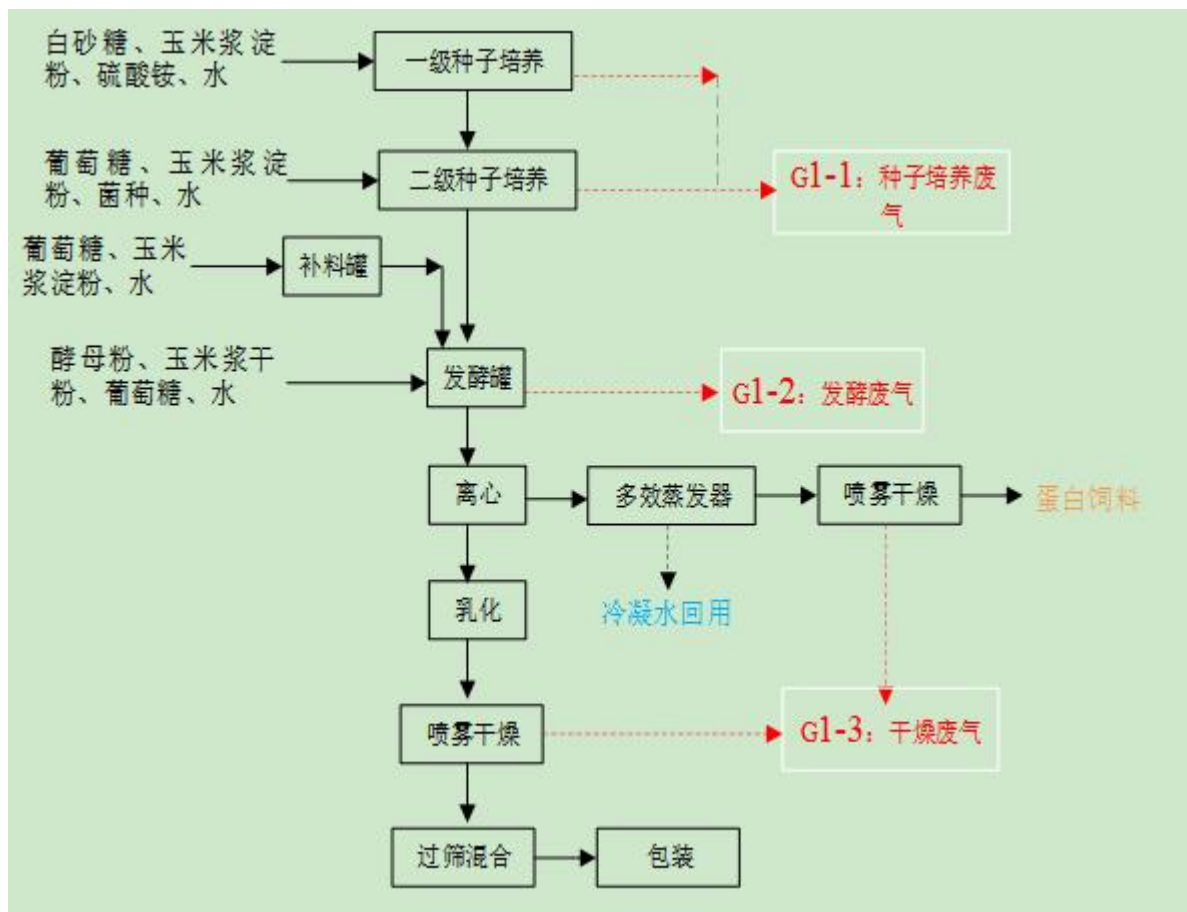 白砂糖、玉米浆淀
粉、硫酸铵、水
一级种子培养
葡萄糖、玉米浆淀
粉、菌种、水
二级种子培养
G1-1：种子培养废
气
葡萄糖、玉米
浆淀粉、水
补料罐
酵母粉、玉米浆干
粉、葡萄糖、水
发酵罐
G1-2：发酵废气
离心
多效蒸发器
喷雾干燥
蛋白饲料
乳化
冷凝水回用
喷雾干燥
G1-3：干燥废气
过筛混合
包装